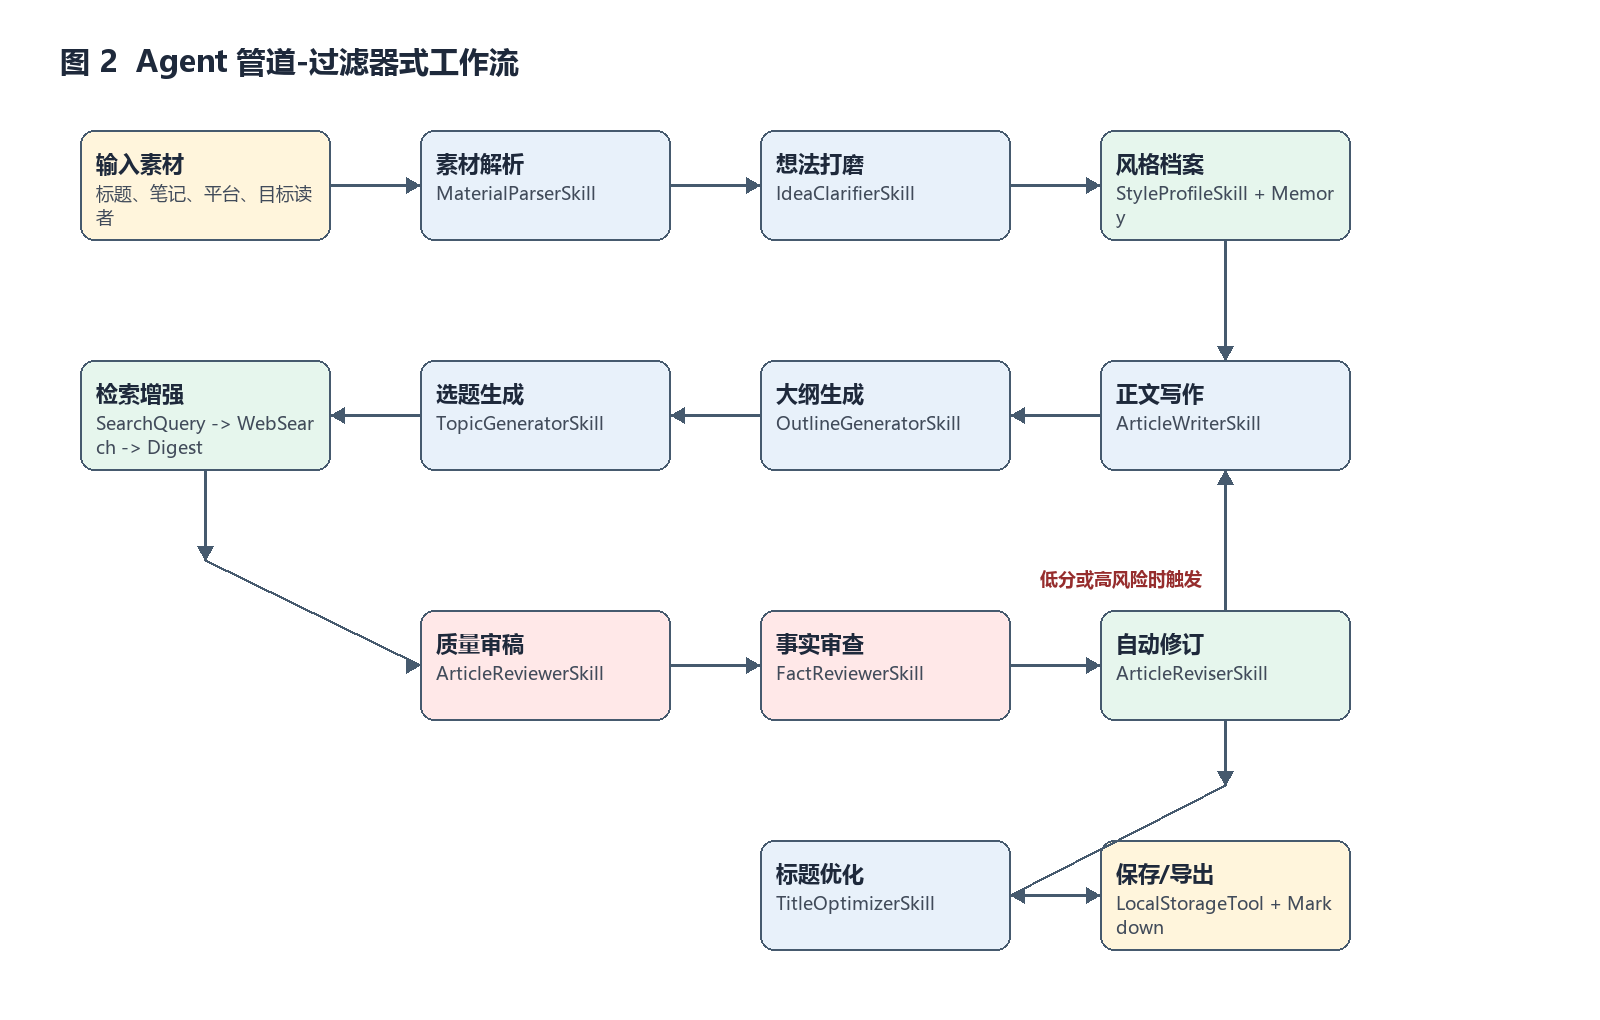 图 2 Agent 管道-过滤器式工作流
输入素材
标题、笔记、平台、目标读
者
素材解析
MaterialParserSkill
想法打磨
IdeaClarifierSkill
风格档案
StyleProfileSkill + Memor
y
检索增强
SearchQuery -> WebSear
ch -> Digest
选题生成
TopicGeneratorSkill
大纲生成
OutlineGeneratorSkill
正文写作
ArticleWriterSkill
低分或高风险时触发
质量审稿
ArticleReviewerSkill
事实审查
FactReviewerSkill
自动修订
ArticleReviserSkill
标题优化
TitleOptimizerSkill
保存/导出
LocalStorageTool + Mark
down